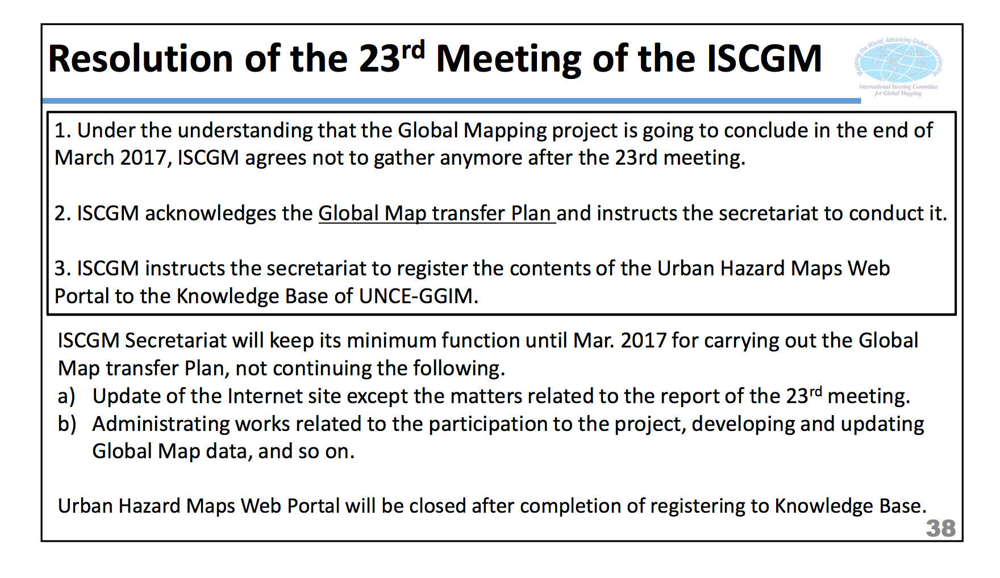 Resolution of the 23rd Meeting of the ISCGM
Mapping the World, Advancing Global Understanding
International Steering Committee
for Global Mapping
1. Under the understanding that the Global Mapping project is going to conclude in the end of
March 2017, ISCGM agrees not to gather anymore after the 23rd meeting.
2. ISCGM acknowledges the Global Map transfer Plan and instructs the secretariat to conduct it.
3. ISCGM instructs the secretariat to register the contents of the Urban Hazard Maps Web
Portal to the Knowledge Base of UNCE-GGIM.
ISCGM Secretariat will keep its minimum function until Mar. 2017 for carrying out the Global
Map transfer Plan, not continuing the following.
a) Update of the Internet site except the matters related to the report of the 23rd meeting.
b) Administrating works related to the participation to the project, developing and updating
Global Map data, and so on.
Urban Hazard Maps Web Portal will be closed after completion of registering to Knowledge Base.
38